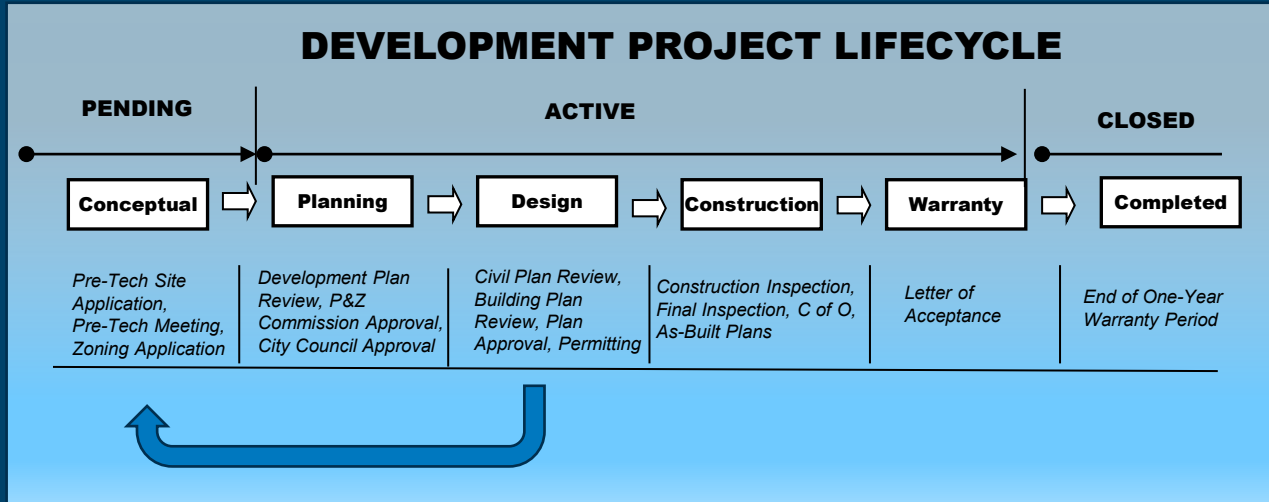 DEVELOPMENT PROJECT LIFECYCLE
PENDING
ACTIVE
CLOSED
Conceptual
Planning
Design
Construction
Warranty
Completed
Pre-Tech Site
Application,
Pre-Tech Meeting,
Zoning Application
Development Plan
Review, P&Z
Commission Approval,
City Council Approval
Civil Plan Review,
Building Plan
Review, Plan
Approval, Permitting
Construction Inspection,
Final Inspection, C of O,
As-Built Plans
Letter of
Acceptance
End of One-Year
Warranty Period